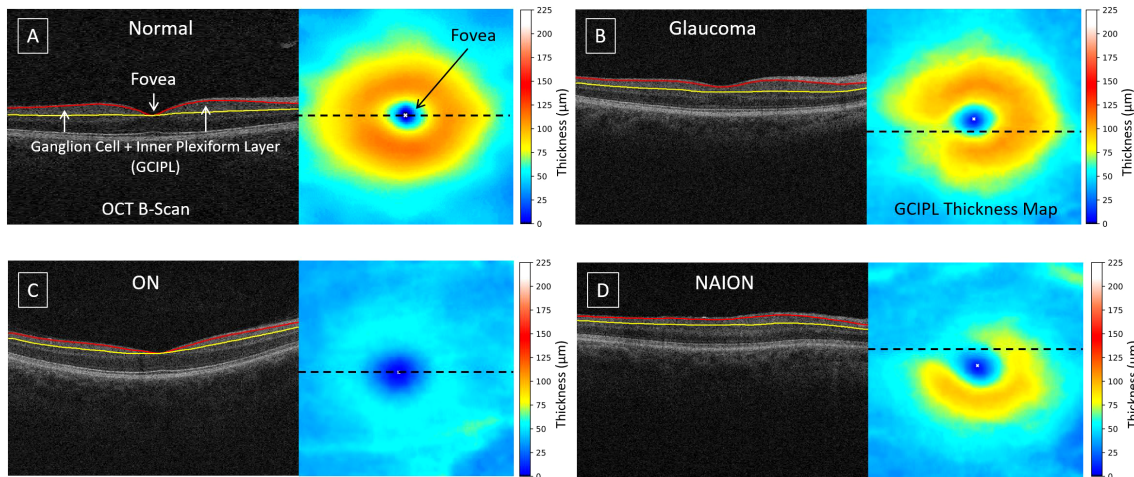 A
Normal
Fovea
Ganglion Cell + Inner Plexiform Layer
(GCIPL)
OCT B-Scan
Fovea
225
200
175
150
125
100
75
50
25
0
Thickness (μm)
B
Glaucoma
GCIPL Thickness Map
225
200
175
150
125
100
75
50
25
0
Thickness (μm)
C
ON
225
200
175
150
125
100
75
50
25
0
Thickness (μm)
D
NAION
225
200
175
150
125
100
75
50
25
0
Thickness (μm)